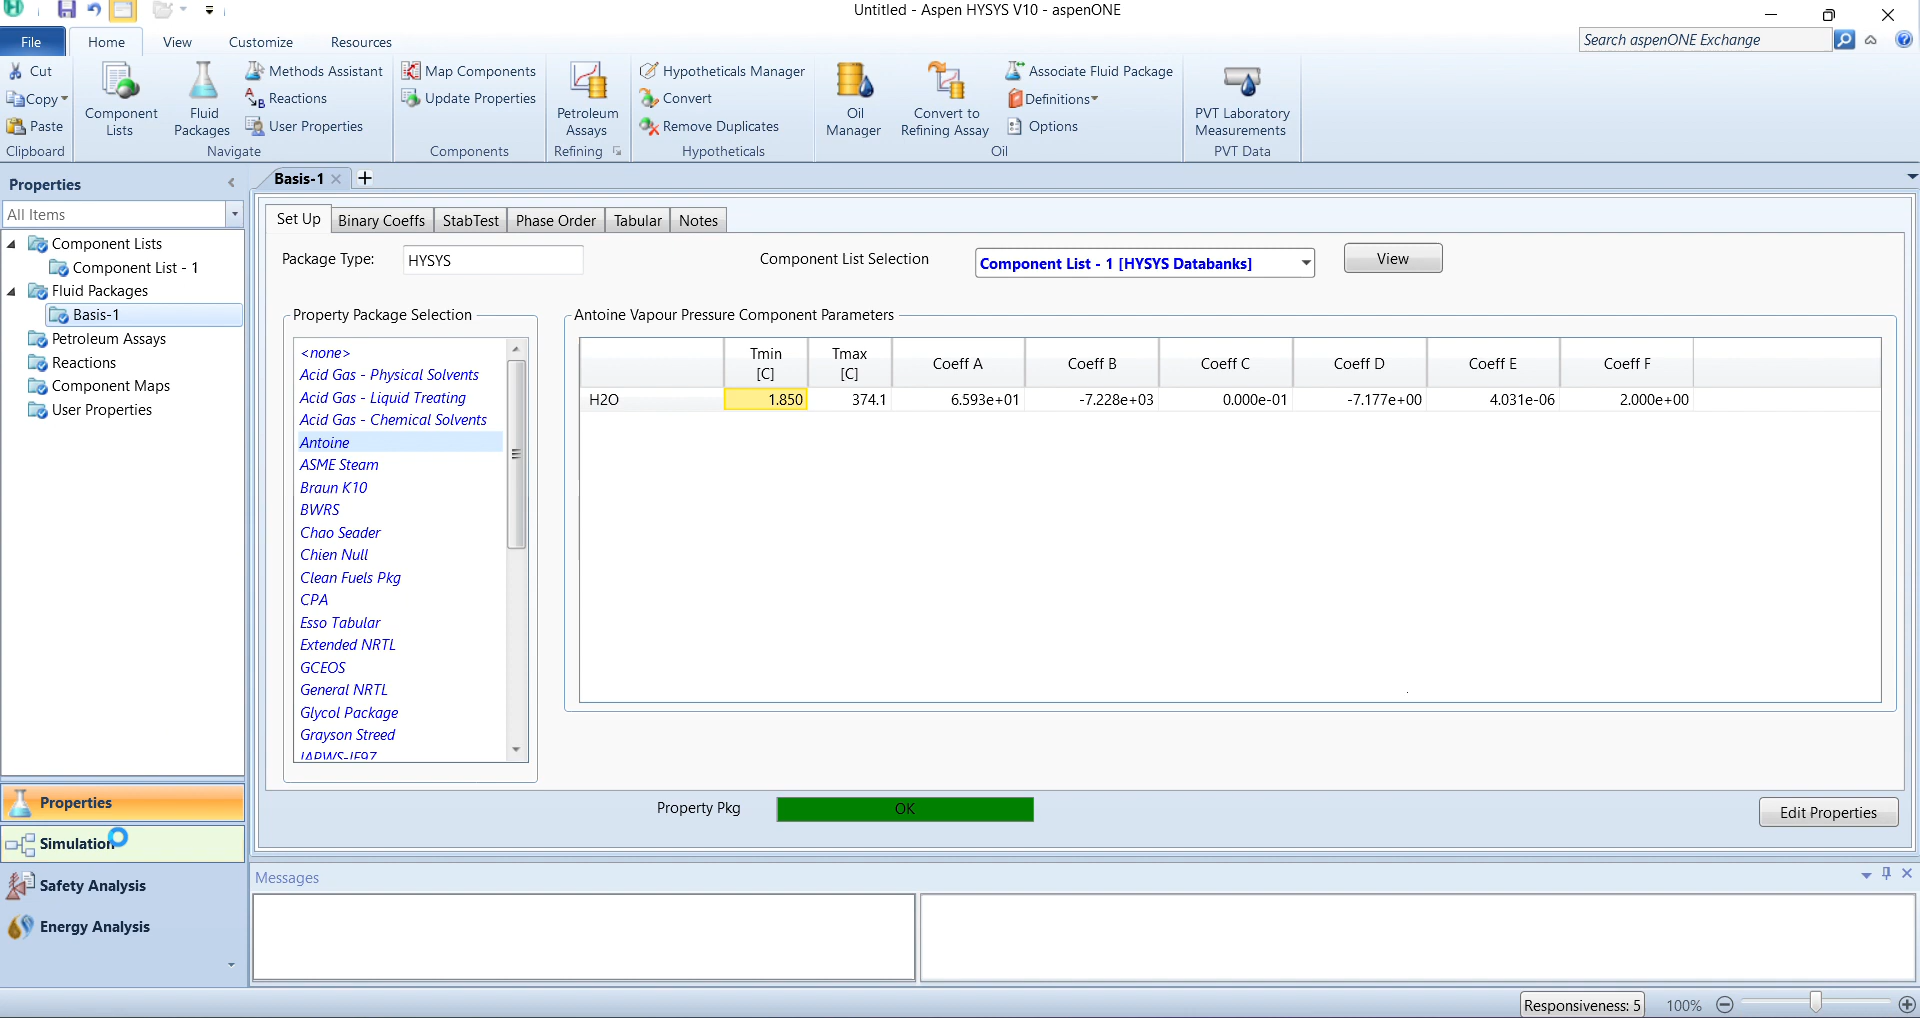 Untitled - Aspen HYSYS V10 - aspenONE
File
Home
View
Customize
Resources
Search aspenONE Exchange
Cut
Copy
Paste
Clipboard
Component Lists
Fluid Packages
Methods Assistant
Reactions
User Properties
Navigate
Map Components
Update Properties
Components
Petroleum Assays
Refining
Hypotheticals Manager
Convert
Remove Duplicates
Hypotheticals
Oil Manager
Convert to Refining Assay
Associate Fluid Package
Definitions
Options
Oil
PVT Laboratory Measurements
PVT Data
Properties
All Items
Component Lists
Component List - 1
Fluid Packages
Basis-1
Petroleum Assays
Reactions
Component Maps
User Properties
Properties
Simulation
Safety Analysis
Energy Analysis
Basis-1
Set Up
Binary Coeffs
StabTest
Phase Order
Tabular
Notes
Package Type:
HYSYS
Component List Selection
Component List - 1 [HYSYS Databanks]
View
Property Package Selection
<none>
Acid Gas - Physical Solvents
Acid Gas - Liquid Treating
Acid Gas - Chemical Solvents
Antoine
ASME Steam
Braun K10
BWRS
Chao Seader
Chien Null
Clean Fuels Pkg
CPA
Esso Tabular
Extended NRTL
GCEOS
General NRTL
Glycol Package
Grayson Streed
IAPWS-IF97
Antoine Vapour Pressure Component Parameters
Tmin [C] Tmax [C] Coeff A Coeff B Coeff C Coeff D Coeff E Coeff F
H2O 1.850 374.1 6.593e+01 -7.228e+03 0.000e-01 -7.177e+00 4.031e-06 2.000e+00
Property Pkg
OK
Edit Properties
Messages
Responsiveness: 5
100%